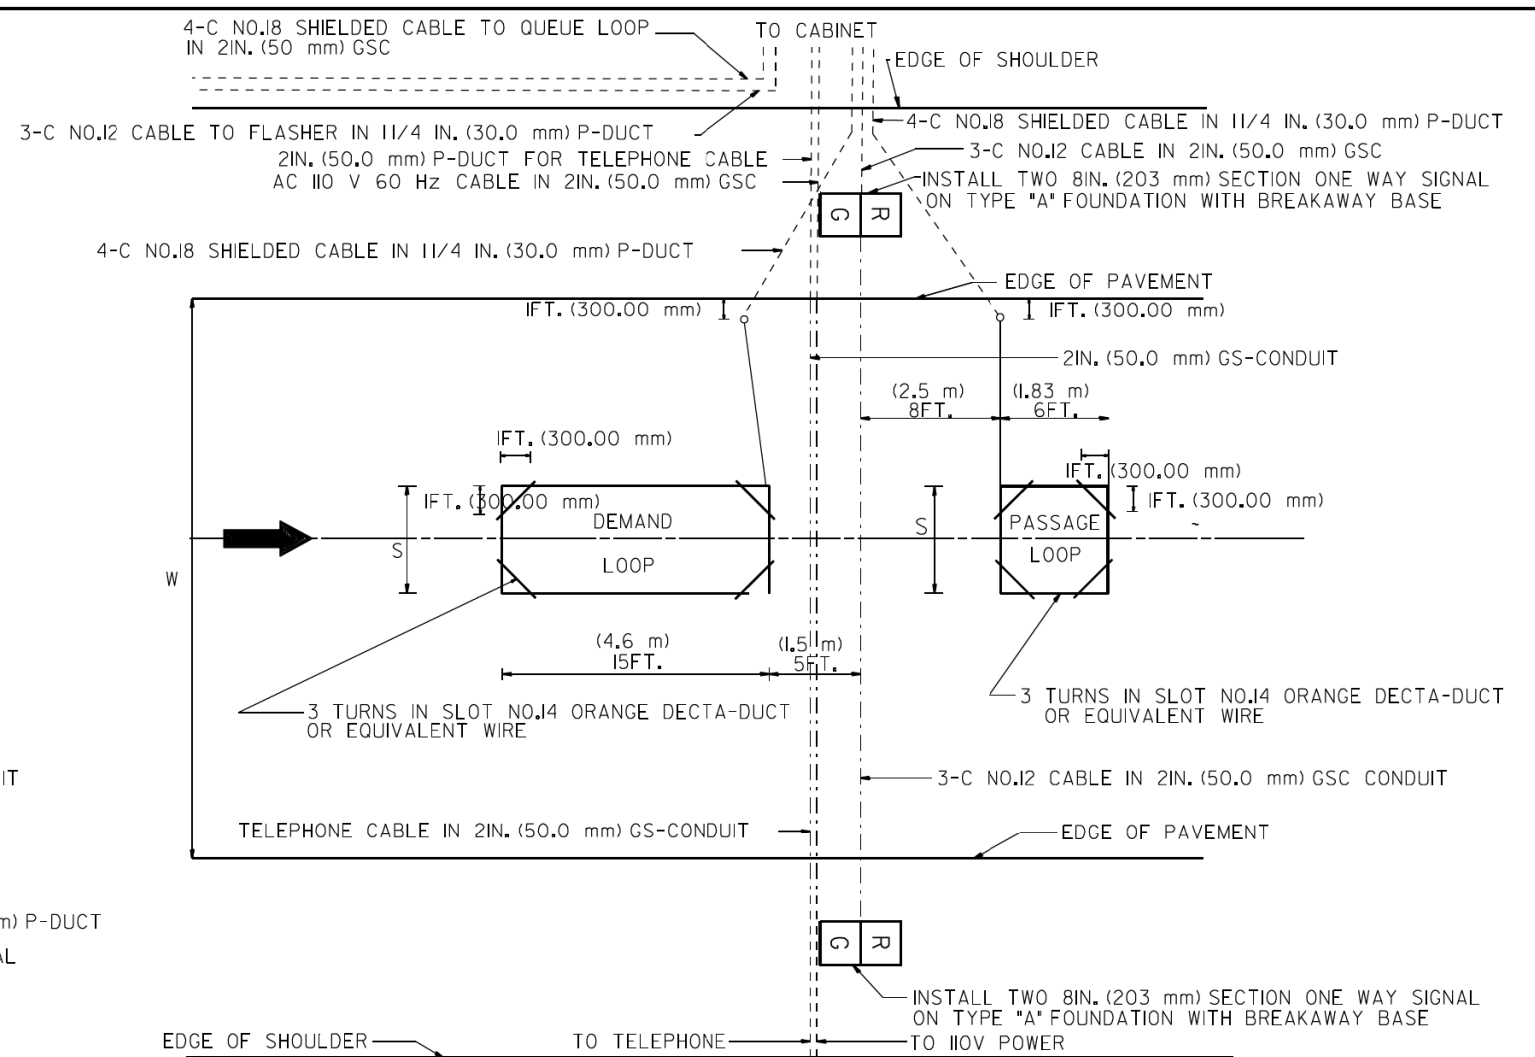 4-C NO.18 SHIELDED CABLE TO QUEUE LOOP
IN 2IN. (50 mm) GSC
TO CABINET
EDGE OF SHOULDER
3-C NO.12 CABLE TO FLASHER IN 11/4 IN. (30.0 mm) P-DUCT
4-C NO.18 SHIELDED CABLE IN 11/4 IN. (30.0 mm) P-DUCT
2IN. (50.0 mm) P-DUCT FOR TELEPHONE CABLE
3-C NO.12 CABLE IN 2IN. (50.0 mm) GSC
AC 110 V 60 Hz CABLE IN 2IN. (50.0 mm) GSC
INSTALL TWO 8IN. (203 mm) SECTION ONE WAY SIGNAL
ON TYPE "A" FOUNDATION WITH BREAKAWAY BASE
G R
4-C NO.18 SHIELDED CABLE IN 11/4 IN. (30.0 mm) P-DUCT
EDGE OF PAVEMENT
1FT. (300.00 mm)
1FT. (300.00 mm)
2IN. (50.0 mm) GS-CONDUIT
(2.5 m)
8FT.
(1.83 m)
6FT.
1FT. (300.00 mm)
1FT. (300.00 mm)
1FT. (300.00 mm)
1FT. (300.00 mm)
DEMAND
LOOP
S
S
PASSAGE
LOOP
~
W
(4.6 m)
15FT.
(1.5 m)
5FT.
3 TURNS IN SLOT NO.14 ORANGE DECTA-DUCT
OR EQUIVALENT WIRE
3 TURNS IN SLOT NO.14 ORANGE DECTA-DUCT
OR EQUIVALENT WIRE
IT
3-C NO.12 CABLE IN 2IN. (50.0 mm) GSC CONDUIT
TELEPHONE CABLE IN 2IN. (50.0 mm) GS-CONDUIT
EDGE OF PAVEMENT
m) P-DUCT
AL
G R
INSTALL TWO 8IN. (203 mm) SECTION ONE WAY SIGNAL
ON TYPE "A" FOUNDATION WITH BREAKAWAY BASE
EDGE OF SHOULDER
TO TELEPHONE
TO 110V POWER